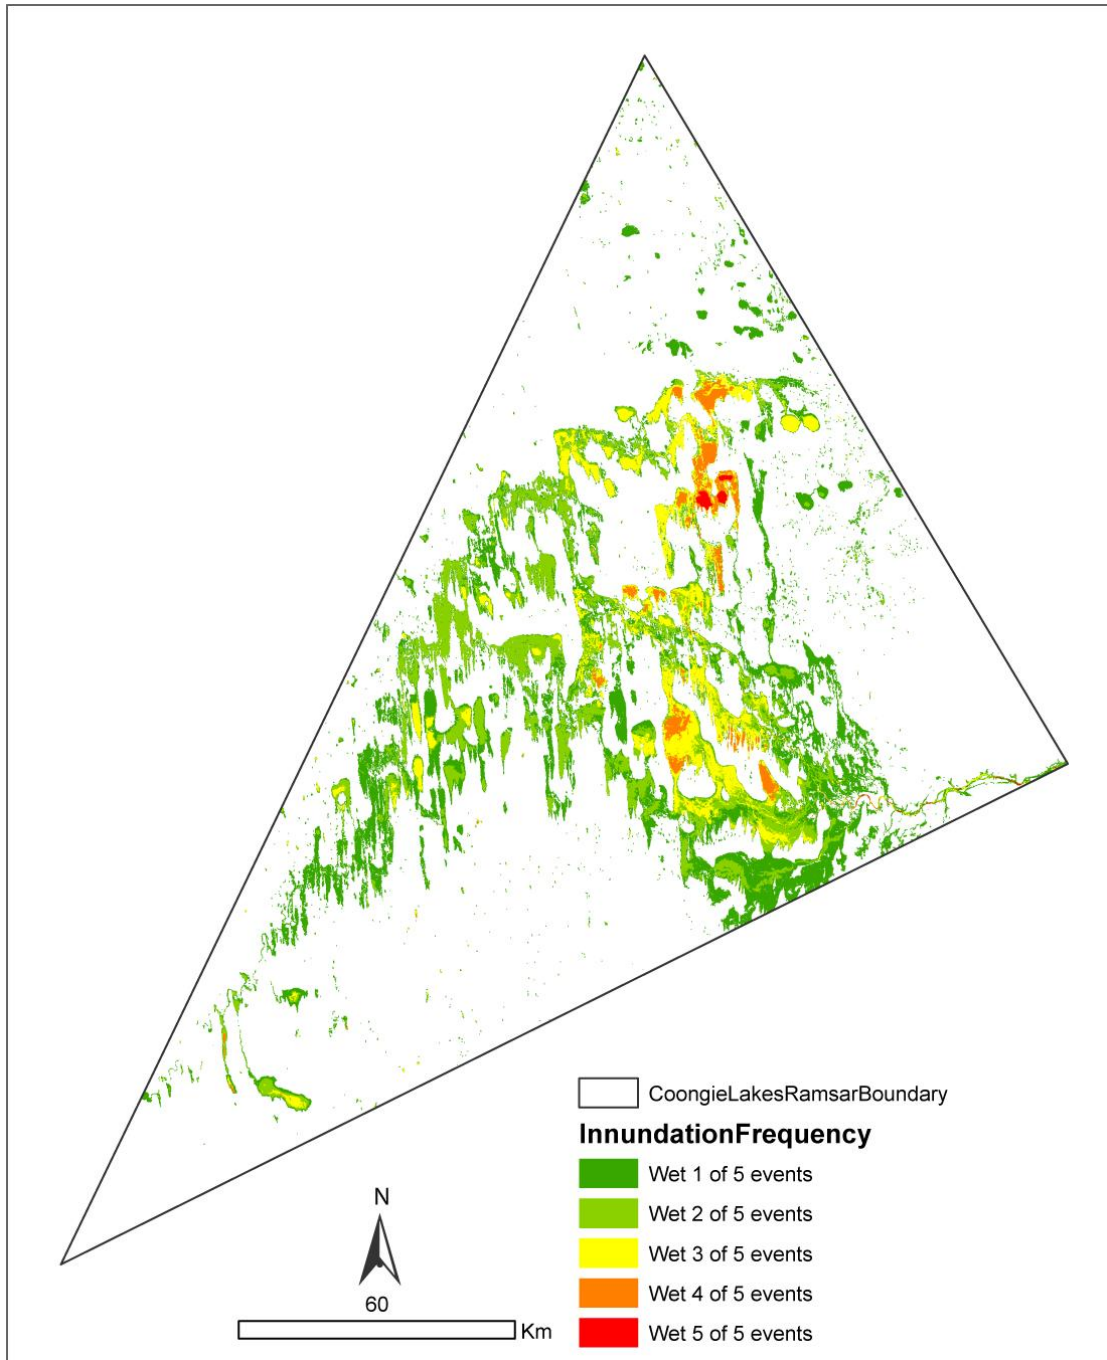 CoongieLakesRamsarBoundary
InnundationFrequency
Wet 1 of 5 events
Wet 2 of 5 events
Wet 3 of 5 events
Wet 4 of 5 events
Wet 5 of 5 events
N
60
Km